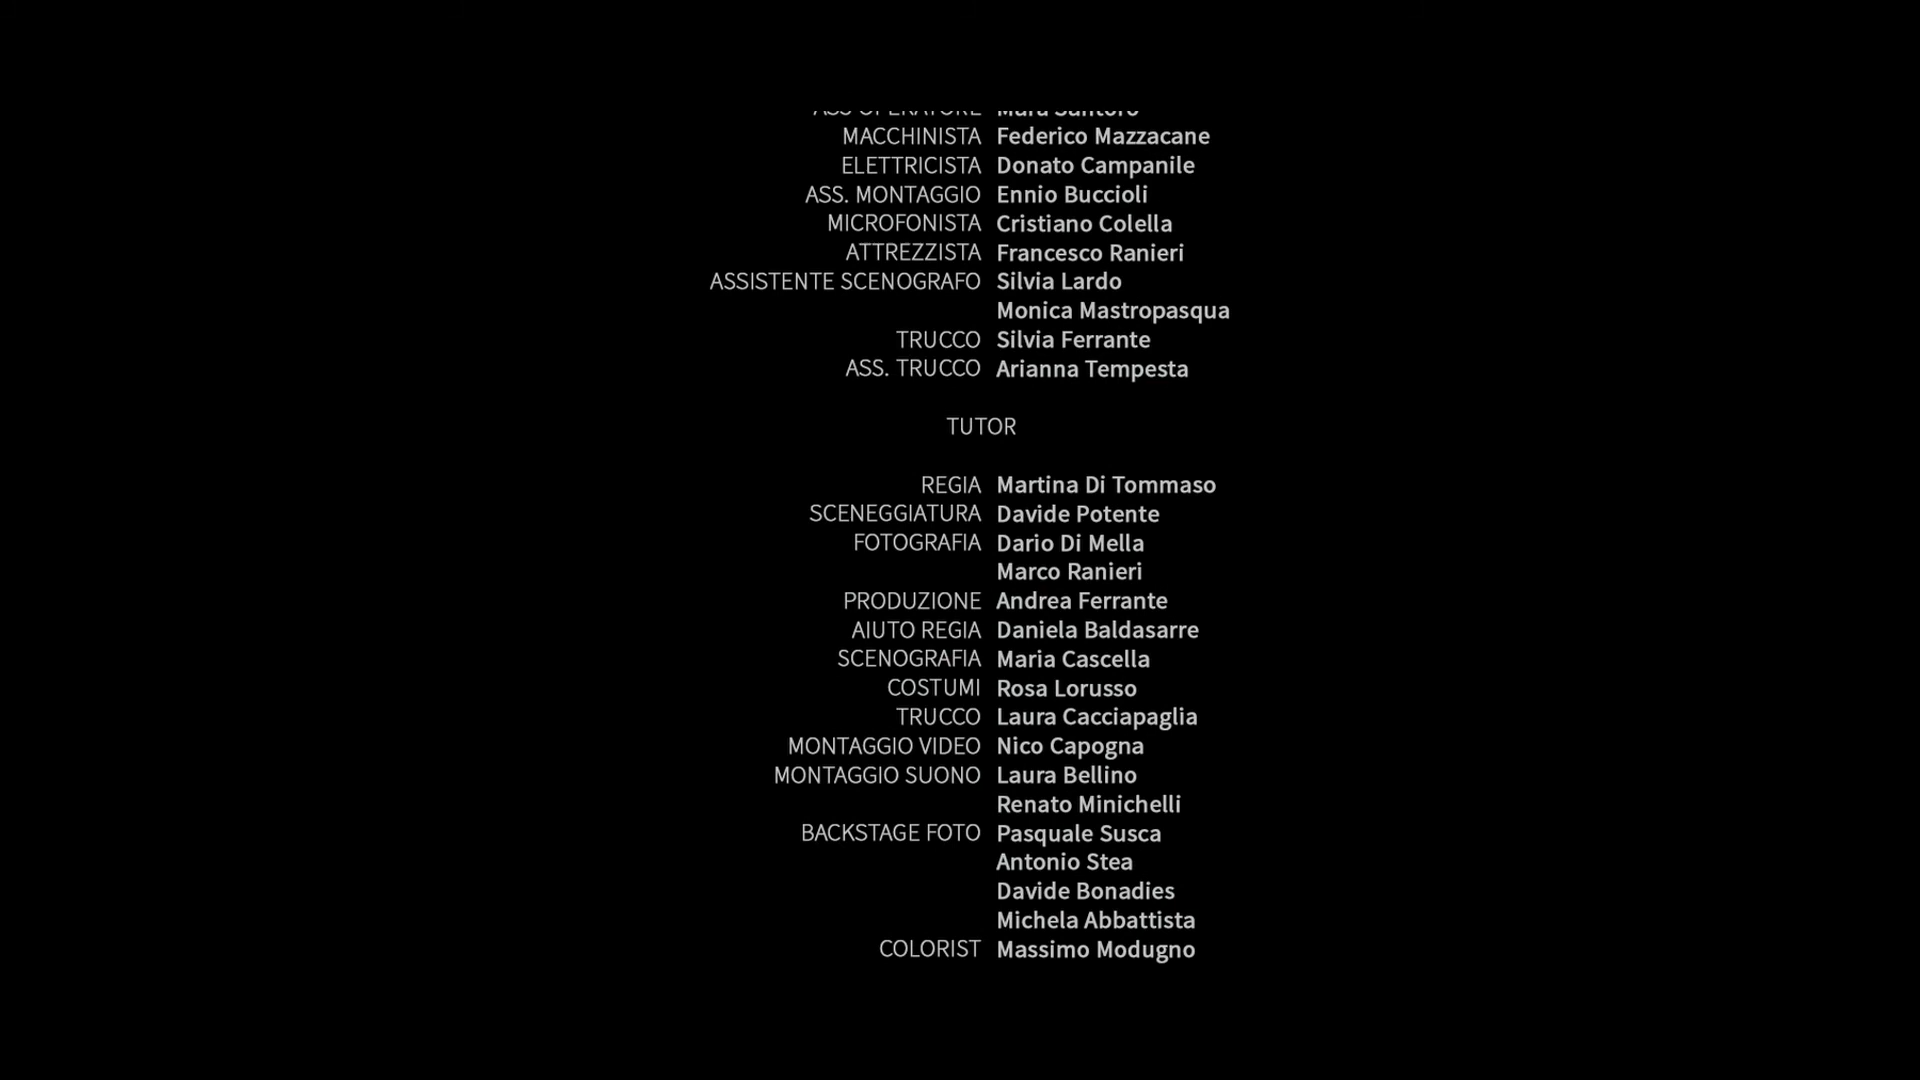 ASS OPERATORE Mara Santoro
MACCHINISTA Federico Mazzacane
ELETTRICISTA Donato Campanile
ASS. MONTAGGIO Ennio Buccioli
MICROFONISTA Cristiano Colella
ATTREZZISTA Francesco Ranieri
ASSISTENTE SCENOGRAFO Silvia Lardo
Monica Mastropasqua
TRUCCO Silvia Ferrante
ASS. TRUCCO Arianna Tempesta
TUTOR
REGIA Martina Di Tommaso
SCENEGGIATURA Davide Potente
FOTOGRAFIA Dario Di Mella
Marco Ranieri
PRODUZIONE Andrea Ferrante
AIUTO REGIA Daniela Baldasarre
SCENOGRAFIA Maria Cascella
COSTUMI Rosa Lorusso
TRUCCO Laura Cacciapaglia
MONTAGGIO VIDEO Nico Capogna
MONTAGGIO SUONO Laura Bellino
Renato Minichelli
BACKSTAGE FOTO Pasquale Susca
Antonio Stea
Davide Bonadies
Michela Abbattista
COLORIST Massimo Modugno